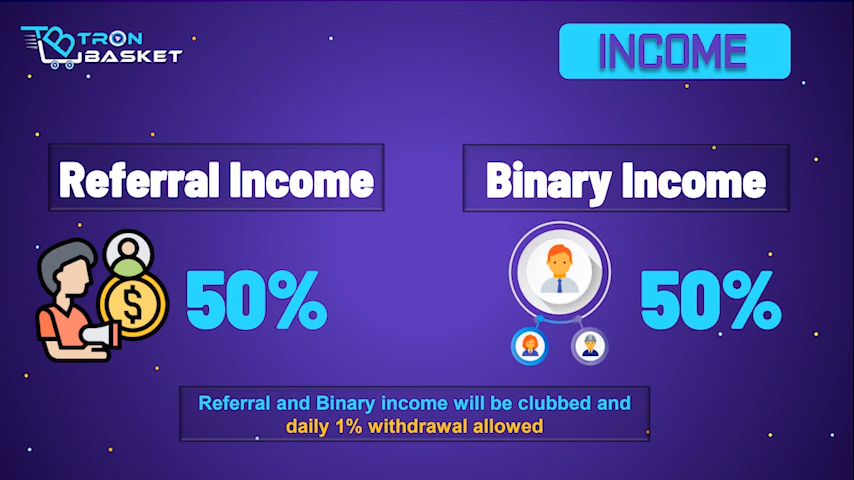 TB TRON
BASKET
INCOME
Referral Income
Binary Income
$
50%
50%
Referral and Binary income will be clubbed and
daily 1% withdrawal allowed